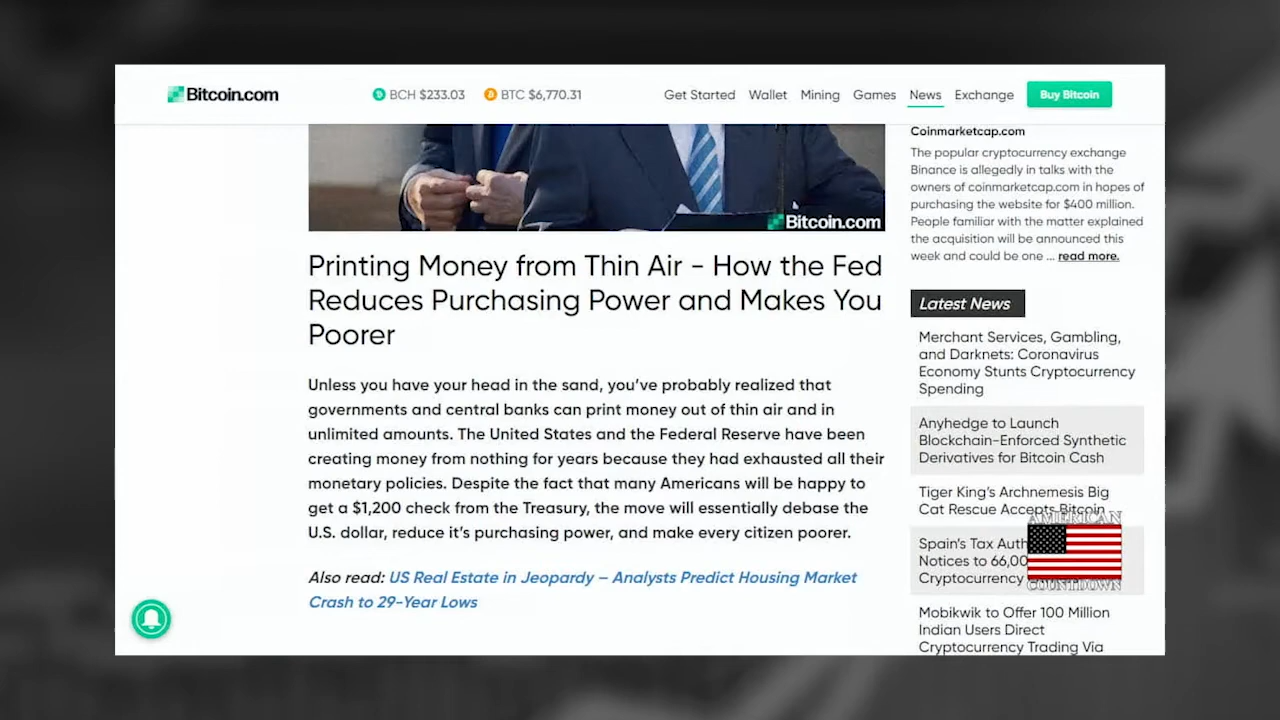 Bitcoin.com
BCH $233.03
BTC $6,770.31
Get Started
Wallet
Mining
Games
News
Exchange
Buy Bitcoin
Bitcoin.com
Printing Money from Thin Air - How the Fed
Reduces Purchasing Power and Makes You
Poorer
Unless you have your head in the sand, you've probably realized that
governments and central banks can print money out of thin air and in
unlimited amounts. The United States and the Federal Reserve have been
creating money from nothing for years because they had exhausted all their
monetary policies. Despite the fact that many Americans will be happy to
get a $1,200 check from the Treasury, the move will essentially debase the
U.S. dollar, reduce it's purchasing power, and make every citizen poorer.
Also read: US Real Estate in Jeopardy – Analysts Predict Housing Market
Crash to 29-Year Lows
Coinmarketcap.com
The popular cryptocurrency exchange
Binance is allegedly in talks with the
owners of coinmarketcap.com in hopes of
purchasing the website for $400 million.
People familiar with the matter explained
the acquisition will be announced this
week and could be one ... read more.
Latest News
Merchant Services, Gambling,
and Darknets: Coronavirus
Economy Stunts Cryptocurrency
Spending
Anyhedge to Launch
Blockchain-Enforced Synthetic
Derivatives for Bitcoin Cash
Tiger King's Archnemesis Big
Cat Rescue Accepts Bitcoin
Spain's Tax
Notices to
Cryptocurrency
Mobikwik to Offer 100 Million
Indian Users Direct
Cryptocurrency Trading Via
AMERICAN
COUNTDOWN